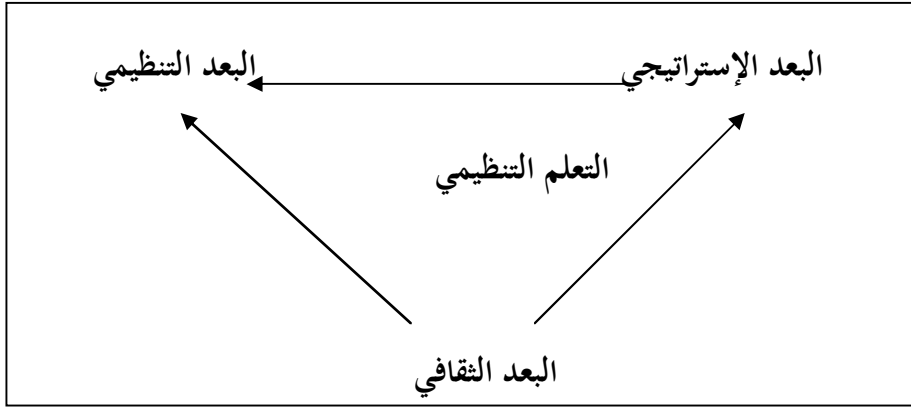 البعد الإستراتيجي
البعد التنظيمي
التعلم التنظيمي
البعد الثقافي